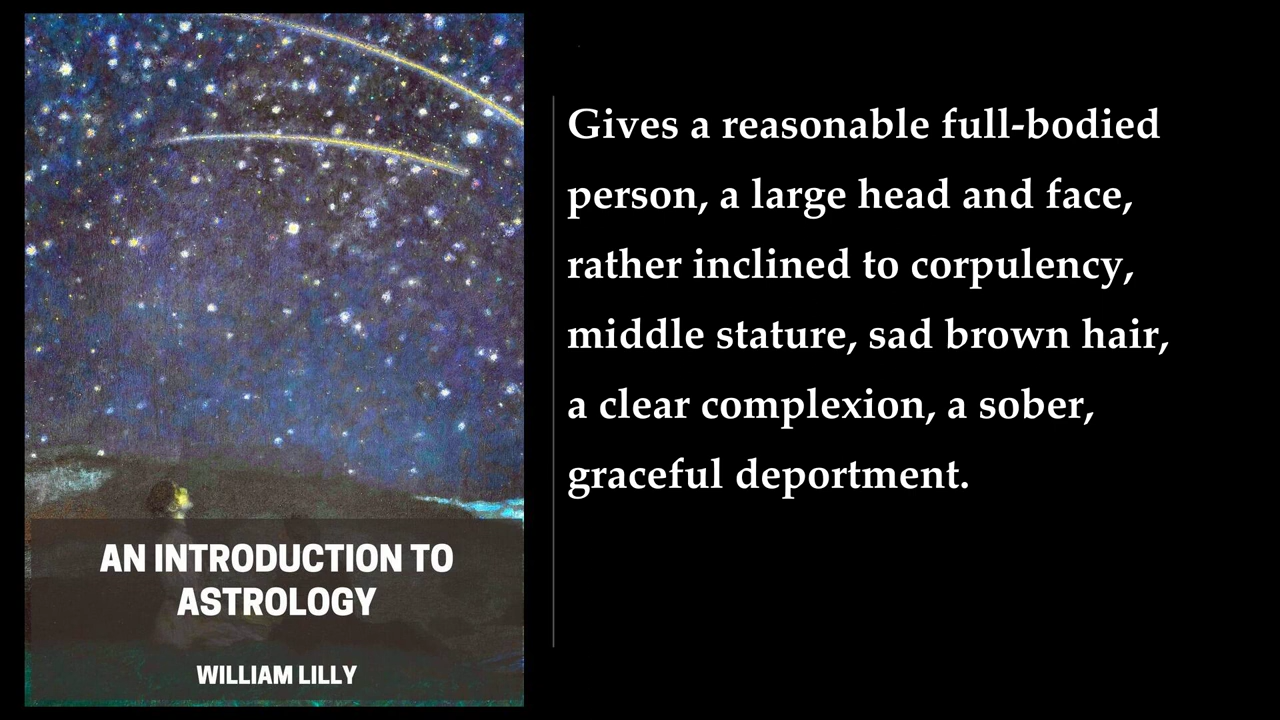 AN INTRODUCTION TO
ASTROLOGY
WILLIAM LILLY
Gives a reasonable full-bodied
person, a large head and face,
rather inclined to corpulency,
middle stature, sad brown hair,
a clear complexion, a sober,
graceful deportment.